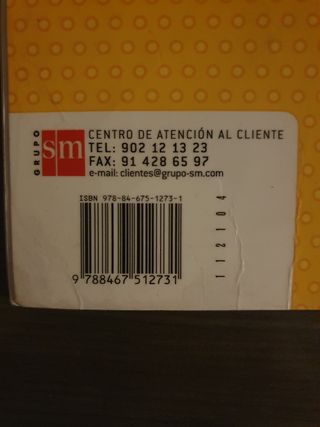 GRUPO
sm
CENTRO DE ATENCIÓN AL CLIENTE
TEL: 902 12 13 23
FAX: 91 428 65 97
e-mail: clientes@grupo-sm.com
ISBN 978-84-675-1273-1
9 788467 512731
112104